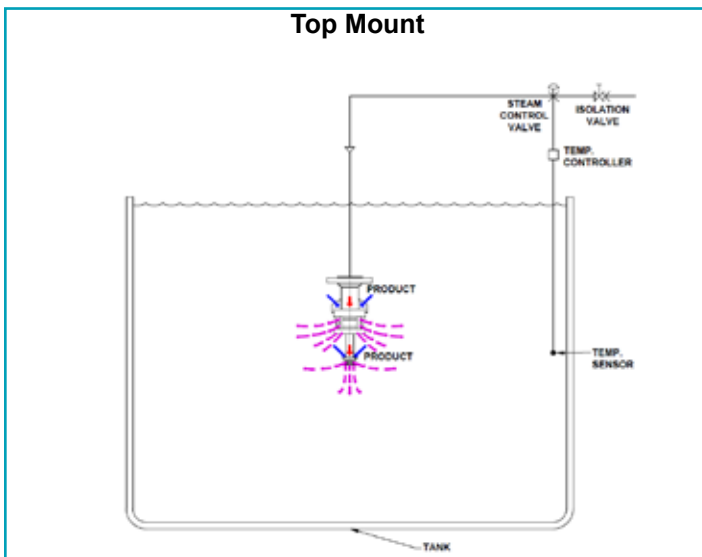 Top Mount
STEAM
CONTROL
VALVE
ISOLATION
VALVE
TEMP.
CONTROLLER
PRODUCT
PRODUCT
TEMP.
SENSOR
TANK